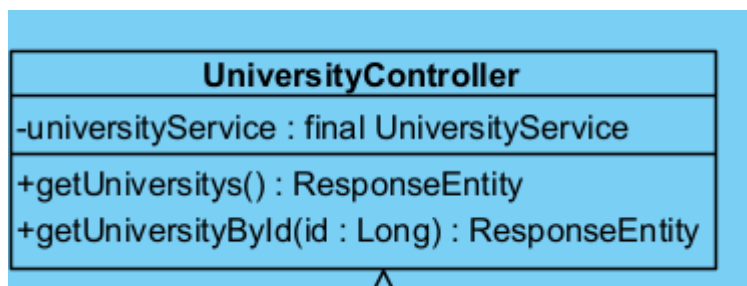 UniversityController
-universityService : final UniversityService
+getUniversitys() : ResponseEntity
+getUniversityById(id : Long) : ResponseEntity